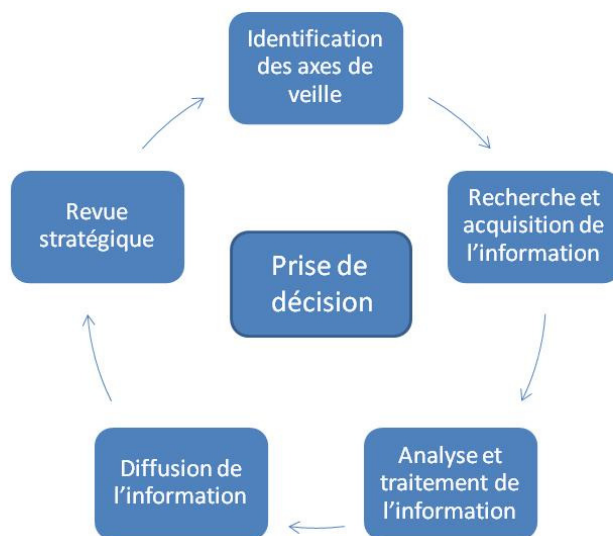 Identification
des axes de
veille
Recherche et
acquisition de
l'information
Analyse et
traitement de
l'information
Diffusion de
l'information
Revue
stratégique
Prise de
décision